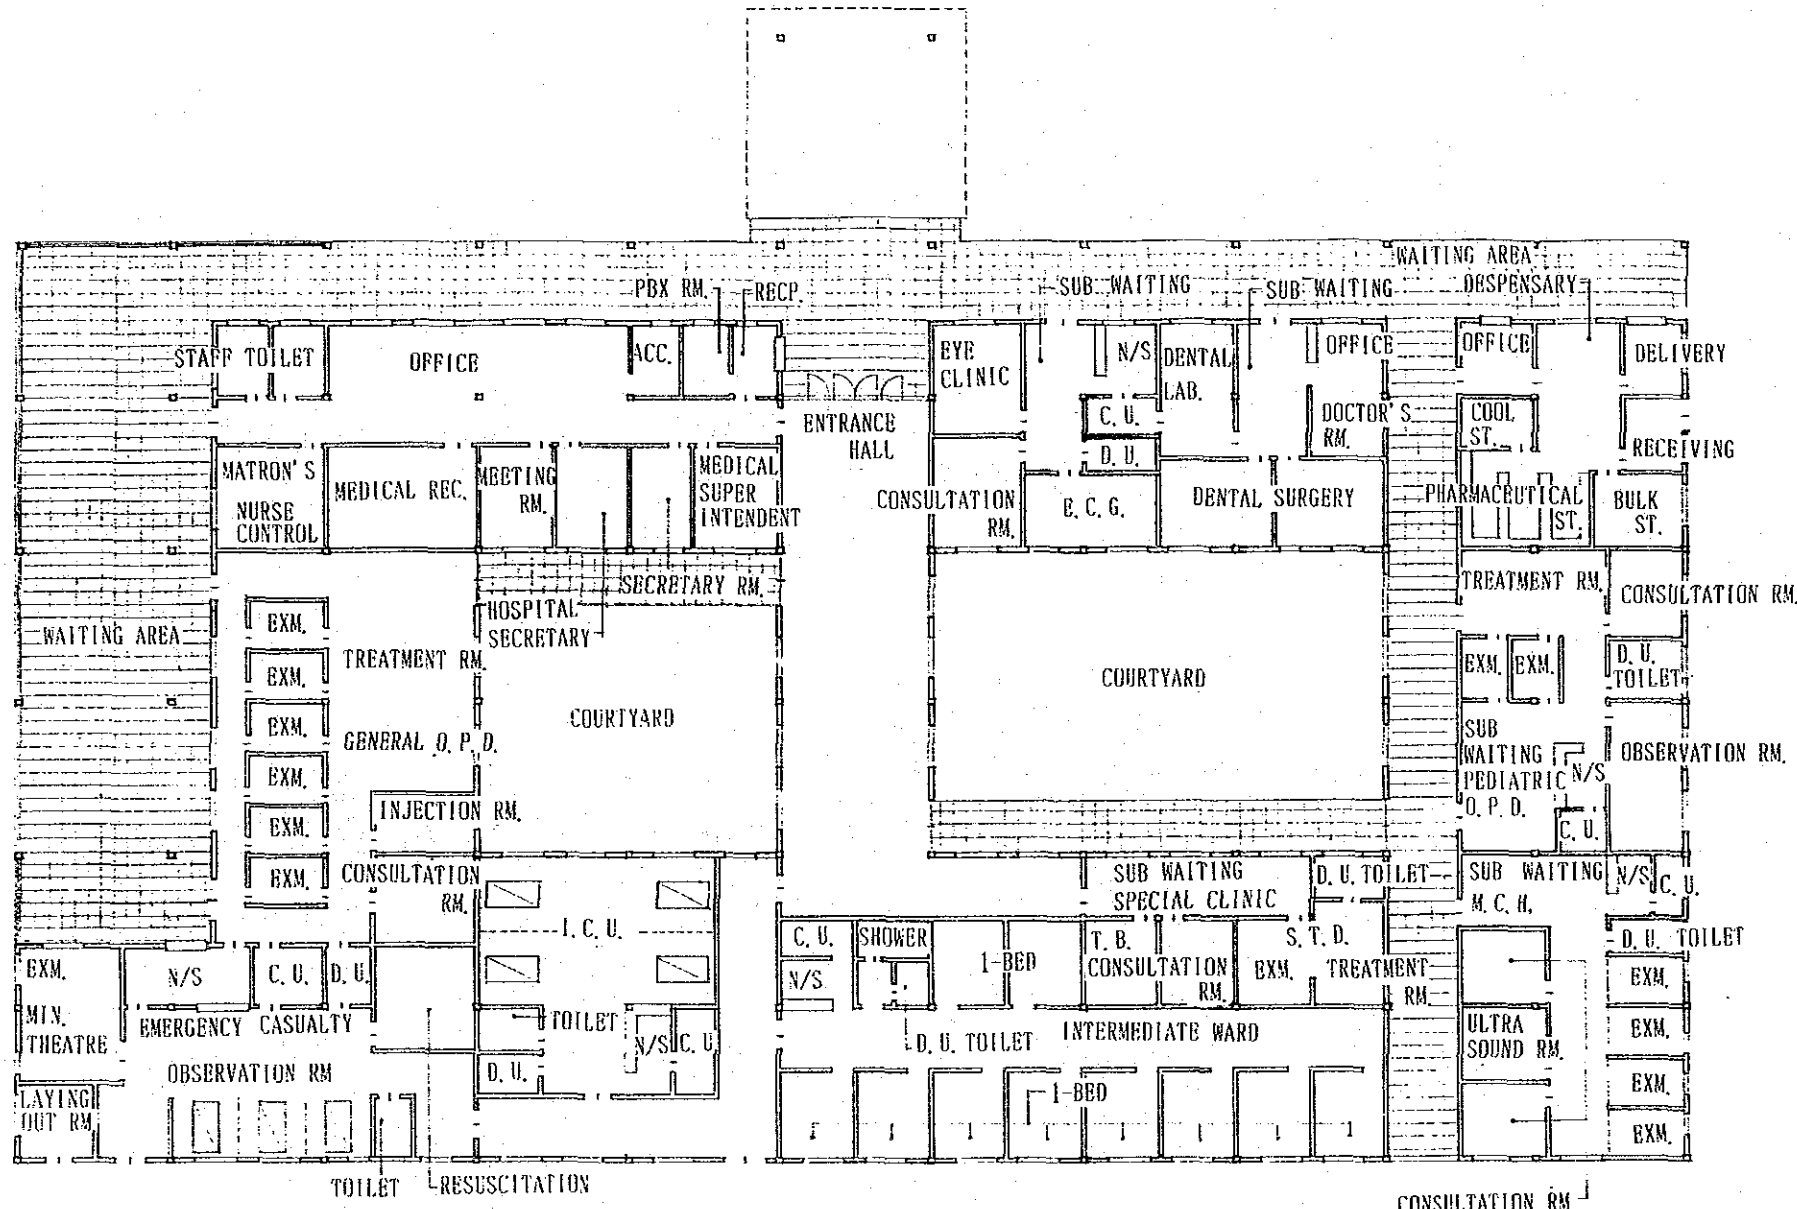 WAITING AREA
PBX RM.
RECP.
SUB WAITING
SUB WAITING
DBSPENSARY
STAFF TOILET
OFFICE
ACC.
EYE
CLINIC
N/S
DENTAL
LAB.
OFFICE
OFFICE
DELIVERY
ENTRANCE
HALL
C. U.
D. U.
DOCTOR'S
RM.
COOL
ST.
RECEIVING
MATRON'S
NURSE
CONTROL
MEDICAL REC.
MEETING
RM.
MEDICAL
SUPER
INTENDENT
CONSULTATION
RM.
E. C. G.
DENTAL SURGERY
PHARMACEUTICAL
ST.
BULK
ST.
SECRETARY RM.
HOSPITAL
SECRETARY
TREATMENT RM.
CONSULTATION RM.
WAITING AREA
EXM.
EXM.
EXM.
EXM.
EXM.
EXM.
TREATMENT RM.
GENERAL O. P. D.
INJECTION RM.
COURTYARD
COURTYARD
EXM.
EXM.
D. U.
TOILET
SUB
WAITING
PEDIATRIC
O. P. D.
N/S
C. U.
OBSERVATION RM.
CONSULTATION
RM.
I. C. U.
SUB WAITING
SPECIAL CLINIC
D. U. TOILET
SUB WAITING
M. C. H.
N/S
C. U.
D. U. TOILET
EXM.
MIN.
THEATRE
N/S
C. U.
D. U.
C. U.
N/S
SHOWER
1-BED
T. B.
CONSULTATION
RM.
S. T. D.
EXM.
TREATMENT
RM.
EXM.
EXM.
EXM.
EXM.
EMERGENCY CASUALTY
OBSERVATION RM
TOILET
N/S
C. U
D. U.
D. U. TOILET
INTERMEDIATE WARD
1-BED
ULTRA
SOUND RM.
LAYING
OUT RM.
TOILET
RESUSCITATION
CONSULTATION RM